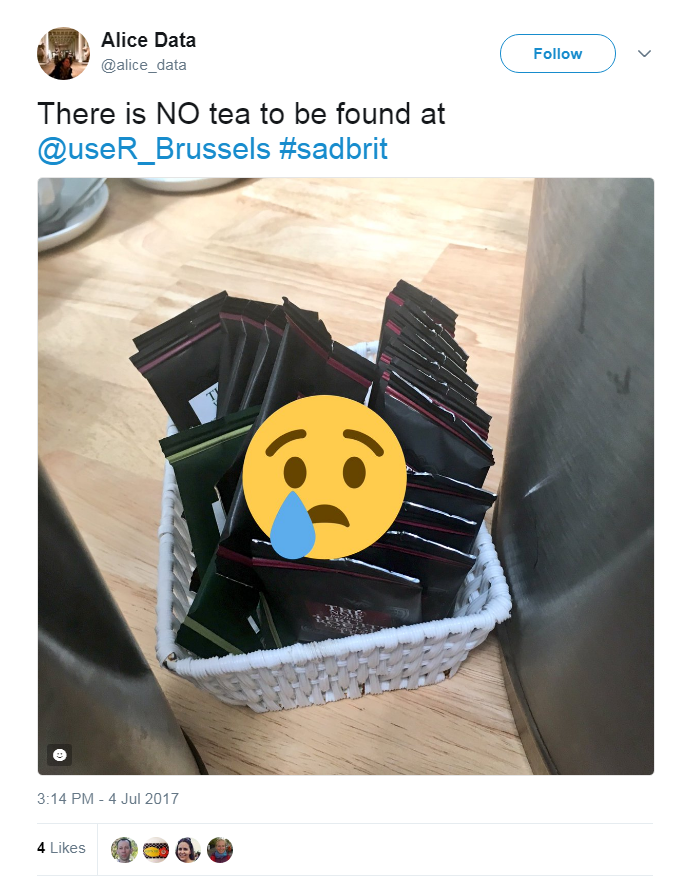 Alice Data
@alice_data
Follow
There is NO tea to be found at
@useR_Brussels #sadbrit
THE
3:14 PM - 4 Jul 2017
4 Likes